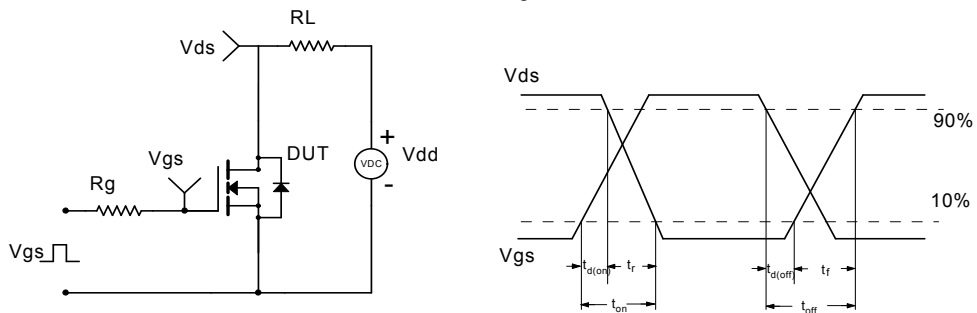 RL
Vds
Vgs
DUT
VDC
+
Vdd
-
Rg
Vgs
Vds
90%
10%
Vgs
td(on)
tr
td(off)
tf
ton
toff